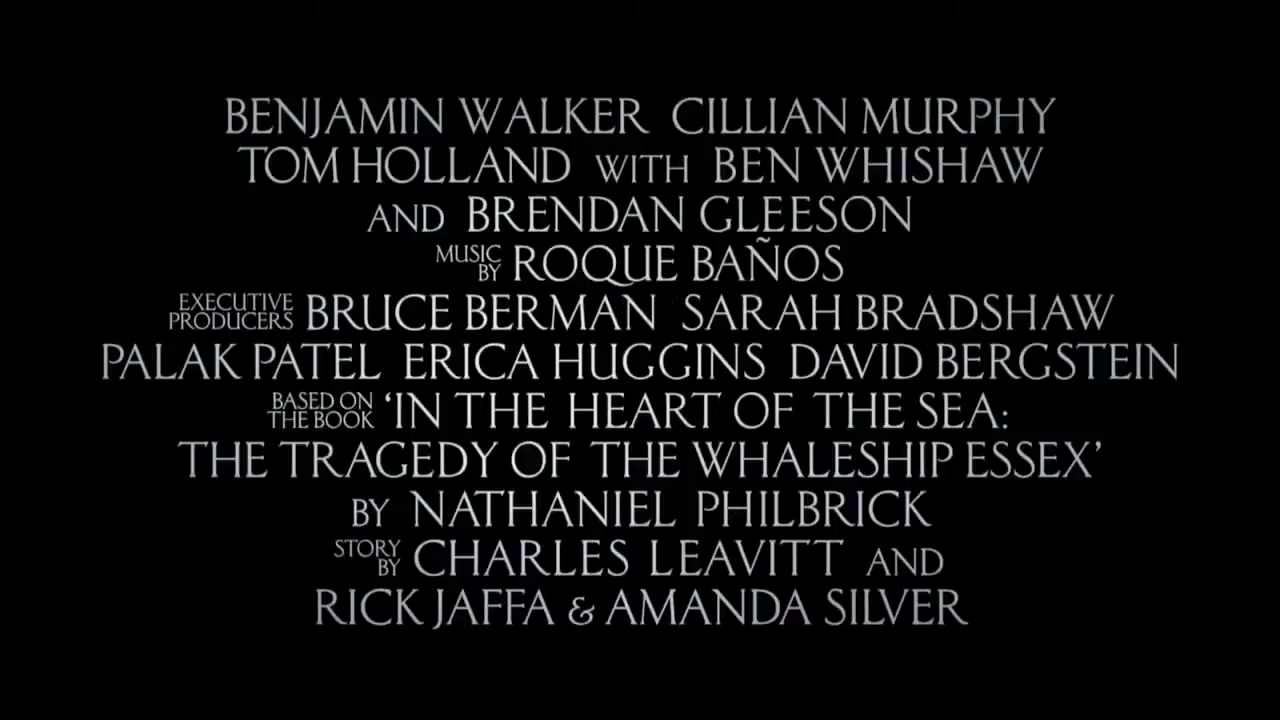 BENJAMIN WALKER CILLIAN MURPHY
TOM HOLLAND WITH BEN WHISHAW
AND BRENDAN GLEESON
MUSIC BY ROQUE BAÑOS
EXECUTIVE PRODUCERS BRUCE BERMAN SARAH BRADSHAW
PALAK PATEL ERICA HUGGINS DAVID BERGSTEIN
BASED ON THE BOOK ‘IN THE HEART OF THE SEA:
THE TRAGEDY OF THE WHALESHIP ESSEX’
BY NATHANIEL PHILBRICK
STORY BY CHARLES LEAVITT AND
RICK JAFFA & AMANDA SILVER